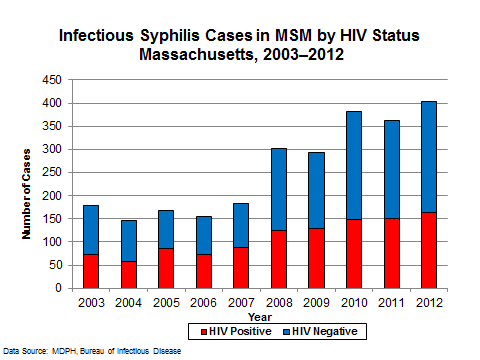 Infectious Syphilis Cases in MSM by HIV Status
Massachusetts, 2003–2012
450
400
350
300
250
200
150
100
50
0
Number of Cases
2003 2004 2005 2006 2007 2008 2009 2010 2011 2012
Year
HIV Positive HIV Negative
Data Source: MDPH, Bureau of Infectious Disease